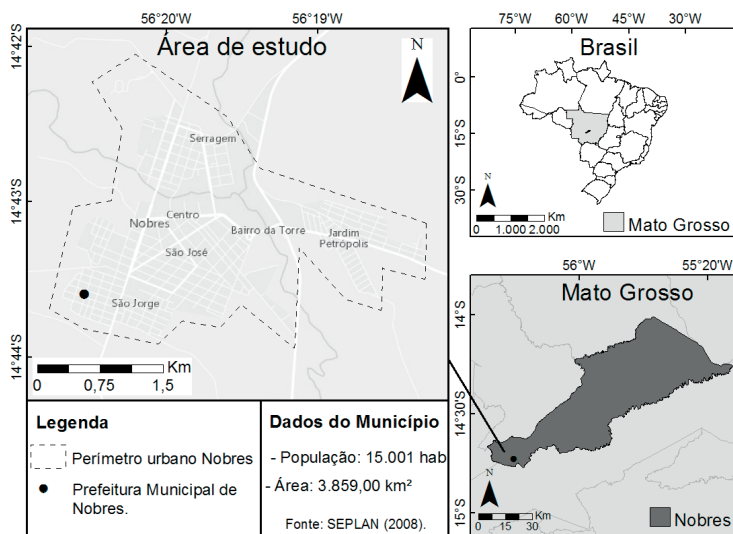 56°20'W 56°19'W
14°42'S
14°43'S
14°44'S
Área de estudo
N
Serragem
Centro
Nobres
Bairro da Torre
Jardim
Petrópolis
São José
São Jorge
Km
0 0,75 1,5
Legenda
Perímetro urbano Nobres
Prefeitura Municipal de
Nobres.
Dados do Município
- População: 15.001 hab
- Área: 3.859,00 km²
Fonte: SEPLAN (2008).
75°W 60°W 45°W 30°W
0°
15°S
30°S
Brasil
N
Km
0 1.000 2.000
Mato Grosso
56°W 55°20'W
14°S
14°30'S
15°S
Mato Grosso
N
Km
0 15 30
Nobres